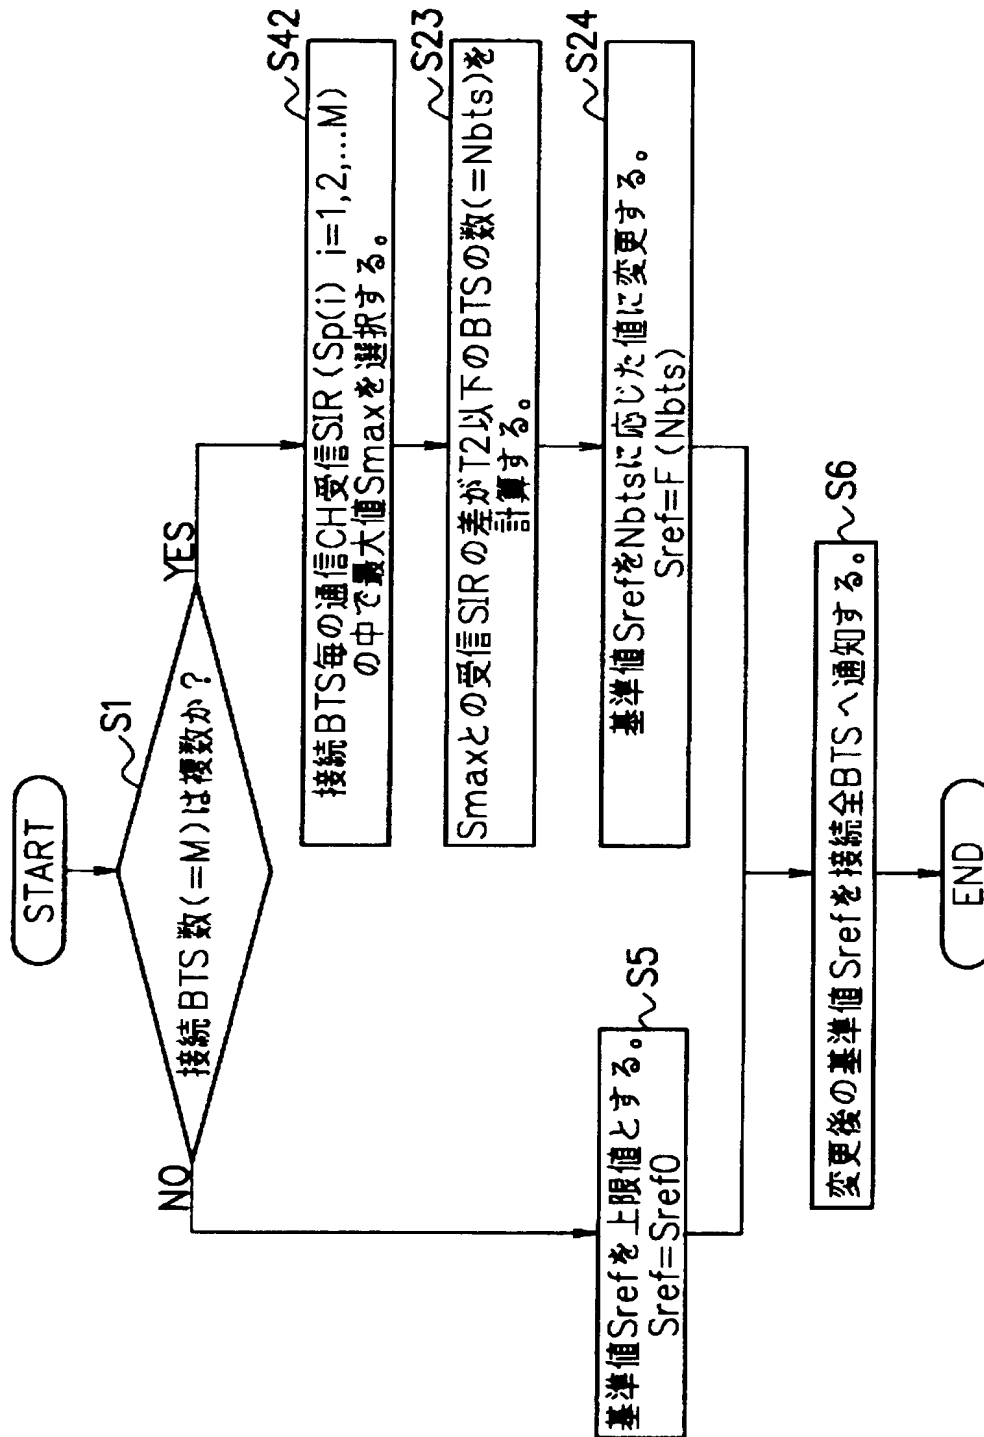 START
接続BTS数(=M)は複数か?
S1
YES
NO
接続BTS毎の通信CH受信SIR(Sp(i) i=1,2,...M)
の中で最大値Smaxを選択する。
S42
Smaxとの受信SIRの差がT2以下のBTSの数(=Nbts)を
計算する。
S23
基準値SrefをNbtsに応じた値に変更する。
Sref=F(Nbts)
S24
基準値Srefを上限値とする。
Sref=Sref0
S5
変更後の基準値Srefを接続全BTSへ通知する。
S6
END